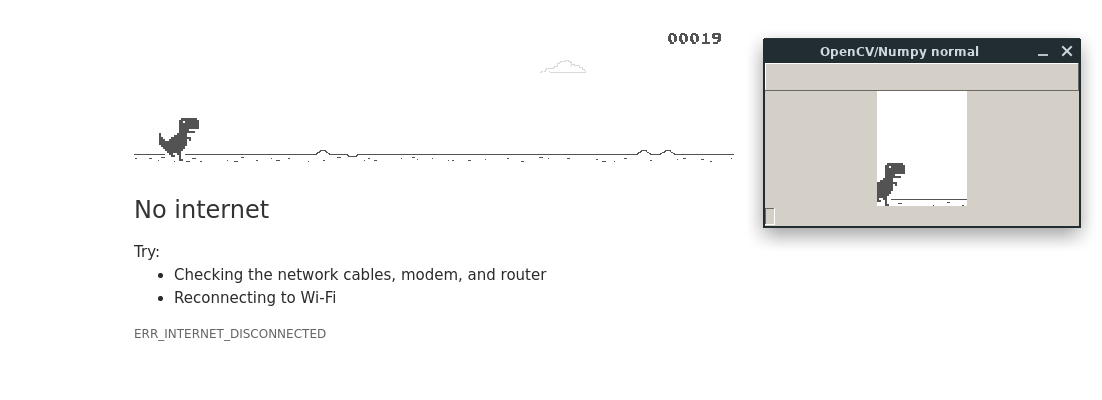 00019
OpenCV/Numpy normal
No internet
Try:
• Checking the network cables, modem, and router
• Reconnecting to Wi-Fi
ERR_INTERNET_DISCONNECTED